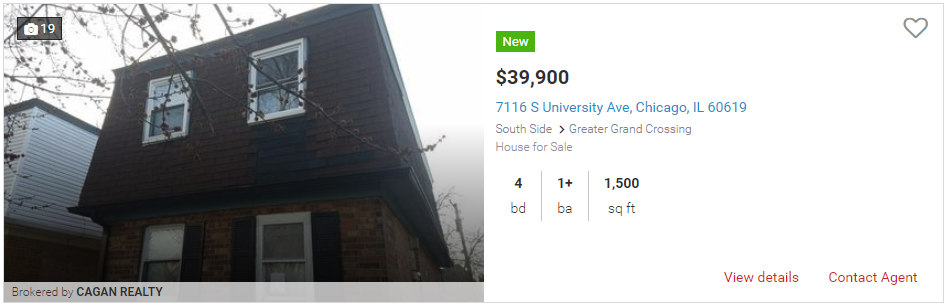 19
Brokered by CAGAN REALTY
New
$39,900
7116 S University Ave, Chicago, IL 60619
South Side > Greater Grand Crossing
House for Sale
4 1+ 1,500
bd ba sq ft
View details Contact Agent